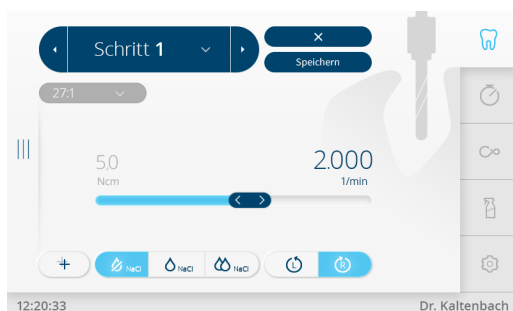 Schritt 1
Speichern
27:1
5,0
Ncm
2.000
1/min
NaCl
NaCl
NaCl
L
R
12:20:33
Dr. Kaltenbach